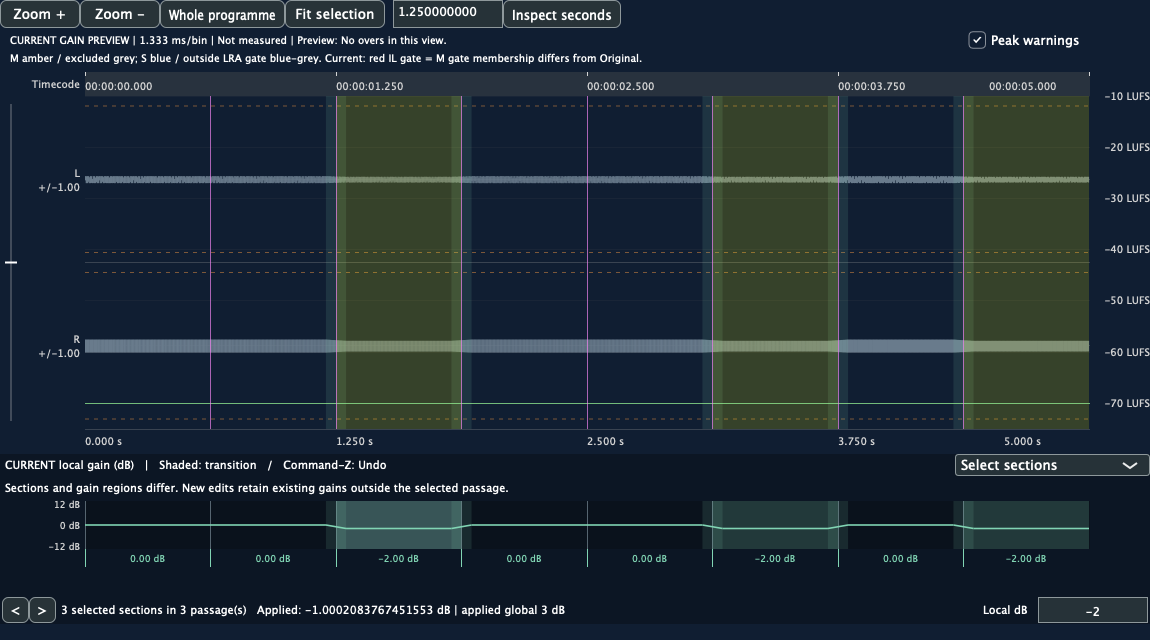 Zoom + Zoom – Whole programme Fit selection 1.250000000 Inspect seconds
CURRENT GAIN PREVIEW | 1.333 ms/bin | Not measured | Preview: No overs in this view.
Peak warnings
M amber / excluded grey; S blue / outside LRA gate blue-grey. Current: red IL gate = M gate membership differs from Original.
Timecode 00:00:00.000 00:00:01.250 00:00:02.500 00:00:03.750 00:00:05.000
-10 LUFS
-20 LUFS
L
+/-1.00
-30 LUFS
-40 LUFS
-50 LUFS
R
+/-1.00
-60 LUFS
-70 LUFS
0.000 s 1.250 s 2.500 s 3.750 s 5.000 s
CURRENT local gain (dB) | Shaded: transition / Command-Z: Undo
Select sections
Sections and gain regions differ. New edits retain existing gains outside the selected passage.
12 dB
0 dB
-12 dB
0.00 dB 0.00 dB -2.00 dB 0.00 dB 0.00 dB -2.00 dB 0.00 dB -2.00 dB
< > 3 selected sections in 3 passage(s) Applied: -1.0002083767451553 dB | applied global 3 dB Local dB -2